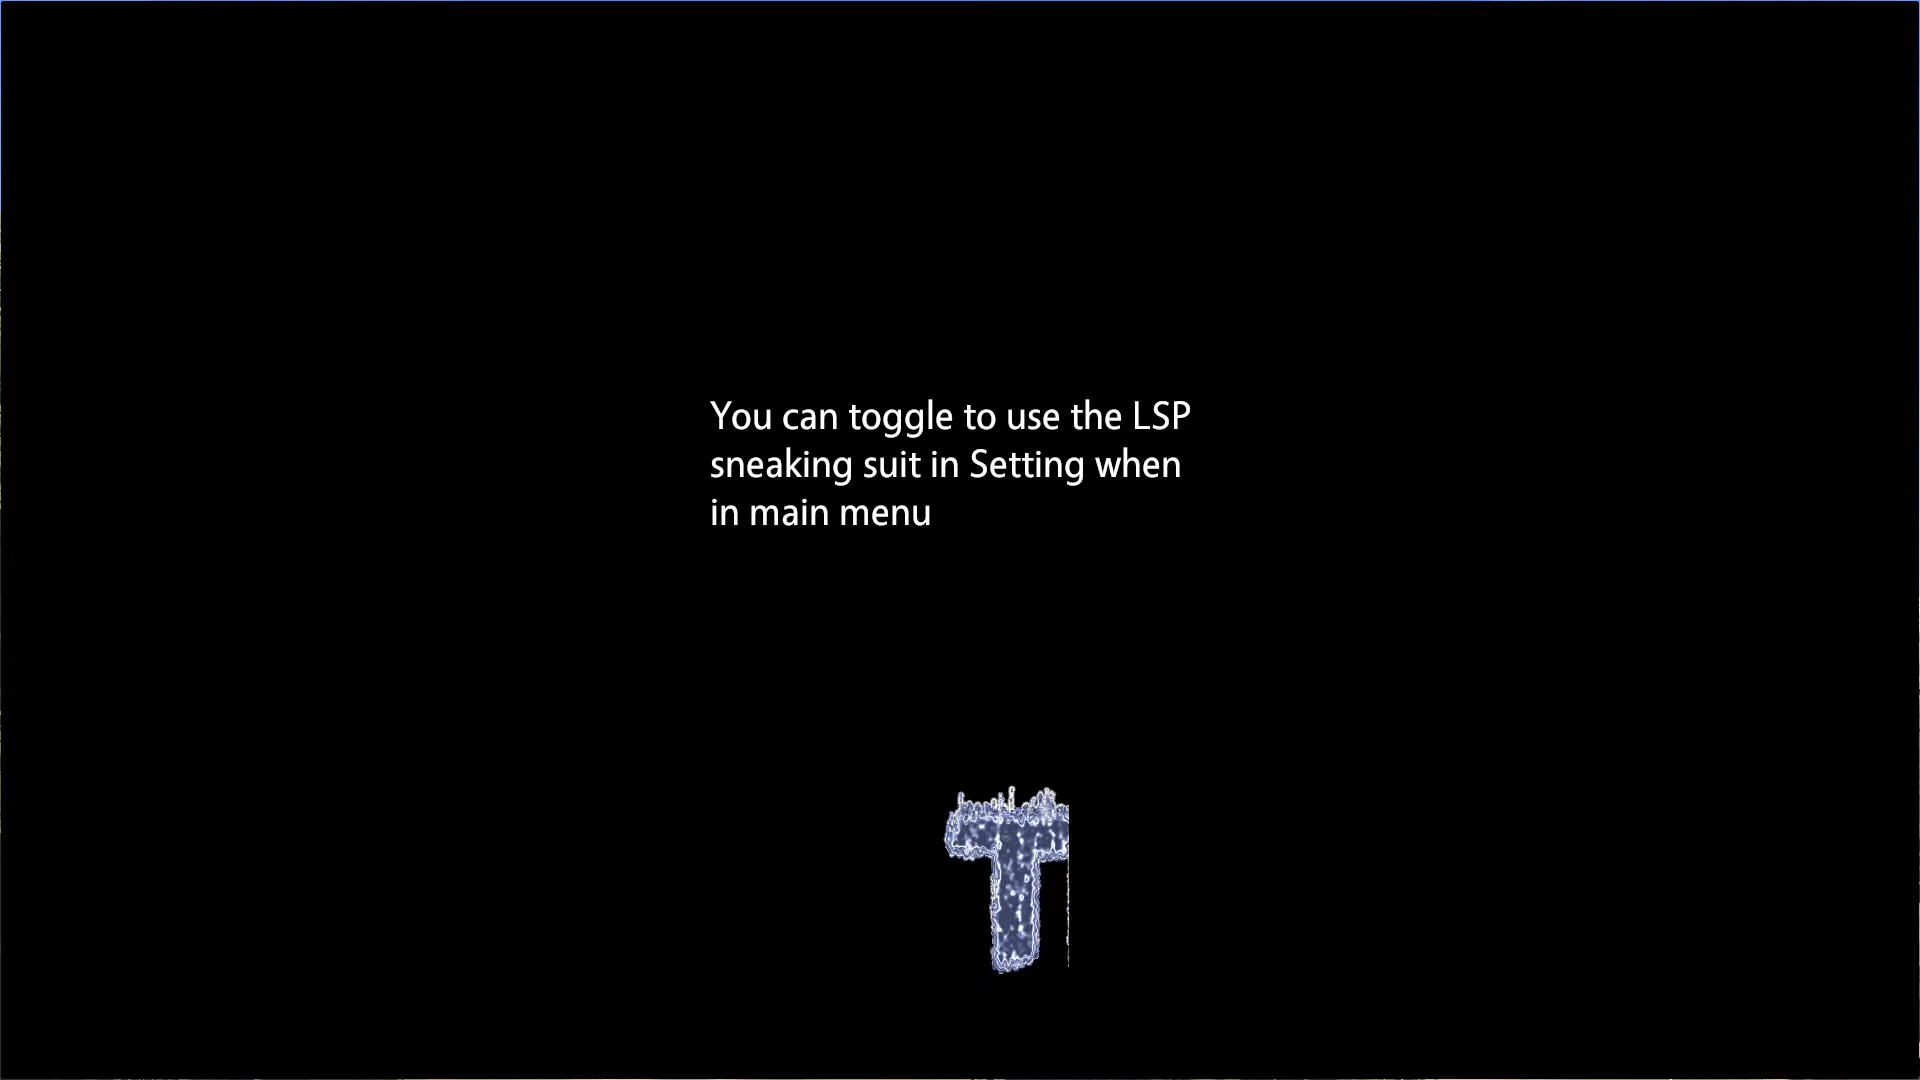 You can toggle to use the LSP
sneaking suit in Setting when
in main menu
T